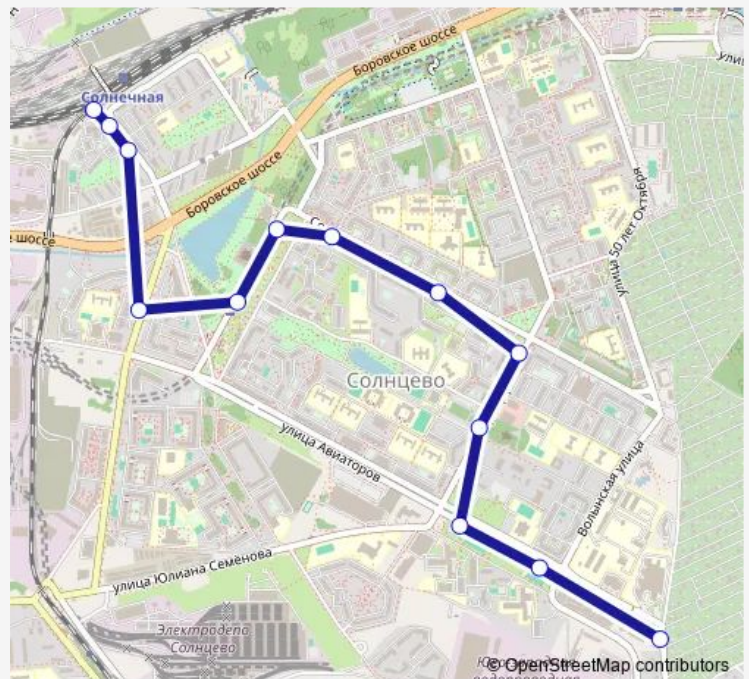 Боровское шоссе
Солнечная
Боровское шоссе
е шоссе
улица 50 лет Октября
Солнцево
улица Авиаторов
Волынская улица
улица Юлиана Семёнова
Электродепо
Солнцево
© OpenStreetMap contributors